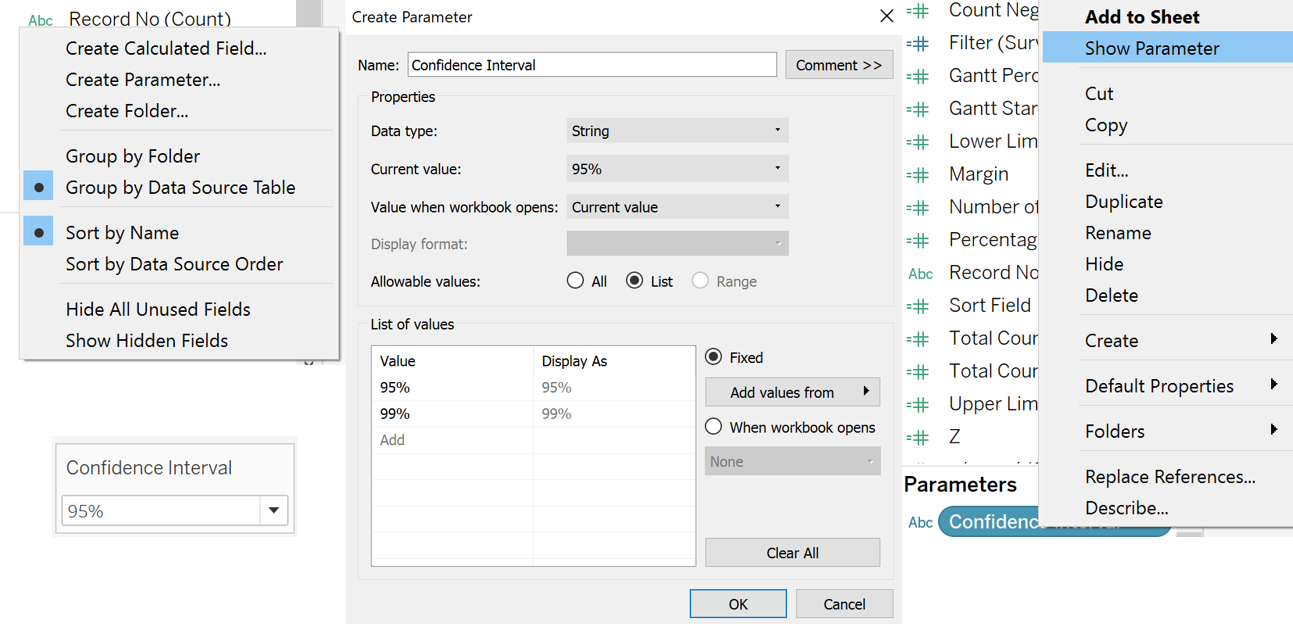 Abc Record No (Count)
Create Calculated Field...
Create Parameter...
Create Folder...
Group by Folder
Group by Data Source Table
Sort by Name
Sort by Data Source Order
Hide All Unused Fields
Show Hidden Fields
Confidence Interval
95%
Create Parameter
Name: Confidence Interval Comment >>
Properties
Data type: String
Current value: 95%
Value when workbook opens: Current value
Display format:
Allowable values: All List Range
List of values
Value Display As
95% 95%
99% 99%
Add
Fixed
Add values from
When workbook opens
None
Clear All
OK Cancel
=# Count Neg
=# Filter (Sur
=# Gantt Perc
=# Gantt Star
=# Lower Lim
=# Margin
=# Number of
=# Percentag
Abc Record No
=# Sort Field
=# Total Cour
=# Total Cour
=# Upper Lim
=# Z
Parameters
Abc Confidence Interval
Add to Sheet
Show Parameter
Cut
Copy
Edit...
Duplicate
Rename
Hide
Delete
Create
Default Properties
Folders
Replace References...
Describe...